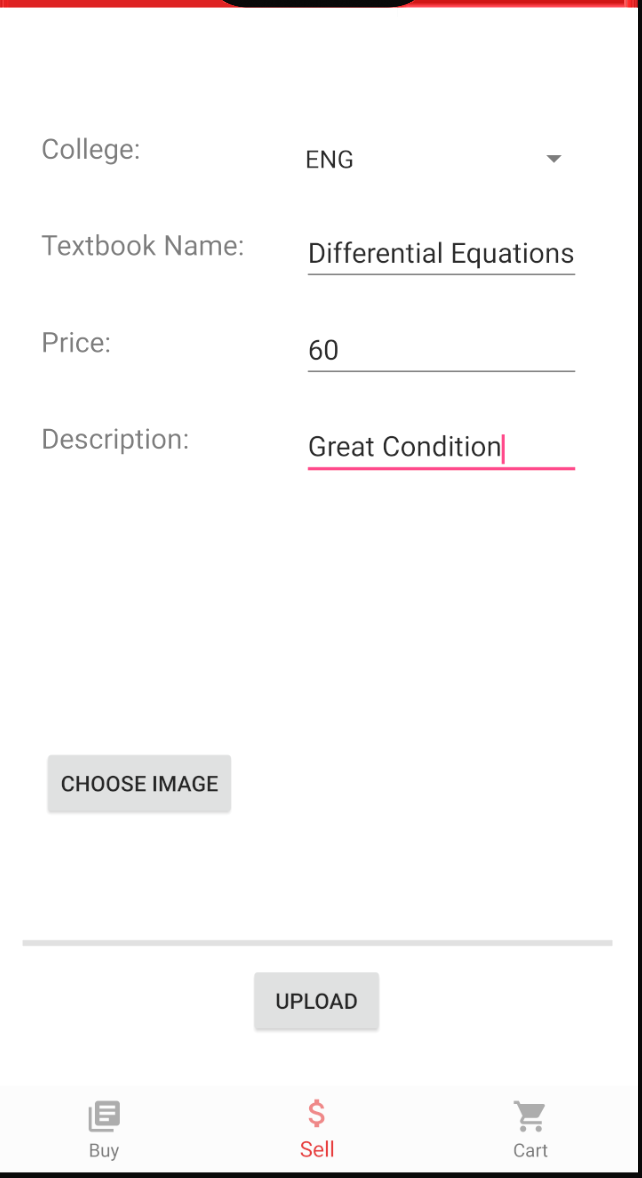 College:
ENG
Textbook Name:
Differential Equations
Price:
60
Description:
Great Condition
CHOOSE IMAGE
UPLOAD
$
Buy
Sell
Cart